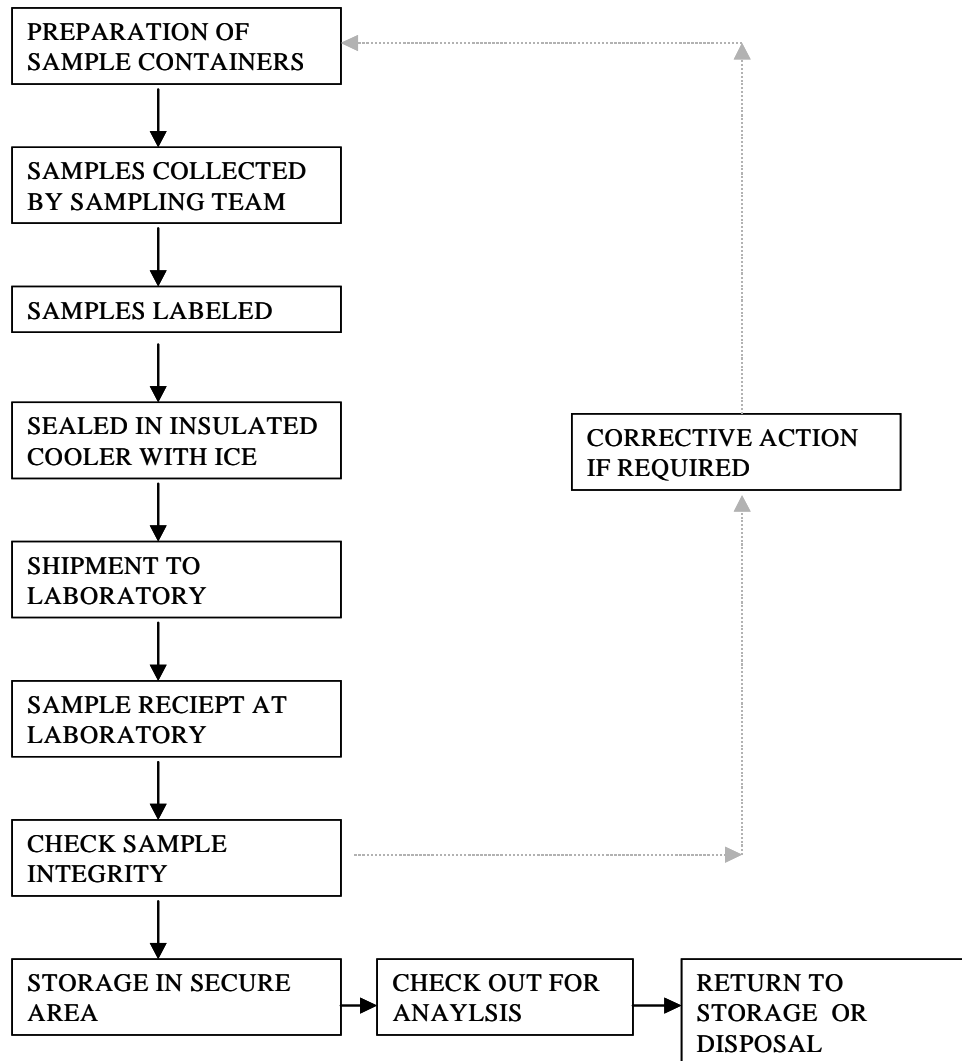 PREPARATION OF
SAMPLE CONTAINERS
SAMPLES COLLECTED
BY SAMPLING TEAM
SAMPLES LABELED
SEALED IN INSULATED
COOLER WITH ICE
CORRECTIVE ACTION
IF REQUIRED
SHIPMENT TO
LABORATORY
SAMPLE RECIEPT AT
LABORATORY
CHECK SAMPLE
INTEGRITY
STORAGE IN SECURE
AREA
CHECK OUT FOR
ANAYLSIS
RETURN TO
STORAGE OR
DISPOSAL